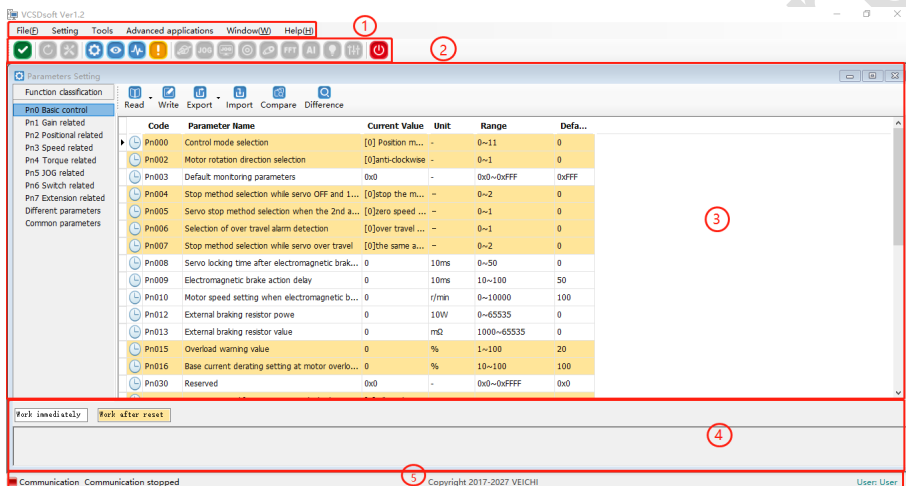 VCSDsoft Ver1.2
File(F) Setting Tools Advanced applications Window(W) Help(H) 1
JOG FFT AI 2
Parameters Setting
Function classification
Read Write Export Import Compare Difference
Pn0 Basic control
Pn1 Gain related
Pn2 Positional related
Pn3 Speed related
Pn4 Torque related
Pn5 JOG related
Pn6 Switch related
Pn7 Extension related
Different parameters
Common parameters
Code Parameter Name Current Value Unit Range Defa...
Pn000 Control mode selection [0] Position m... - 0~11 0
Pn002 Motor rotation direction selection [0]anti-clockwise - 0~1 0
Pn003 Default monitoring parameters 0x0 - 0x0~0xFFF 0xFFF
Pn004 Stop method selection while servo OFF and 1... [0]stop the m... - 0~2 0
Pn005 Servo stop method selection when the 2nd a... [0]zero speed ... - 0~1 0
Pn006 Selection of over travel alarm detection [0]over travel ... - 0~1 0
Pn007 Stop method selection while servo over travel [0]the same a... - 0~2 0
Pn008 Servo locking time after electromagnetic brak... 0 10ms 0~50 0
Pn009 Electromagnetic brake action delay 0 10ms 10~100 50
Pn010 Motor speed setting when electromagnetic b... 0 r/min 0~10000 100
Pn012 External braking resistor powe 0 10W 0~65535 0
Pn013 External braking resistor value 0 mΩ 1000~65535 0
Pn015 Overload warning value 0 % 1~100 20
Pn016 Base current derating setting at motor overlo... 0 % 10~100 100
Pn030 Reserved 0x0 - 0x0~0xFFFF 0x0
3
Work immediately Work after reset
4
Communication Communication stopped 5 Copyright 2017-2027 VEICHI User: User